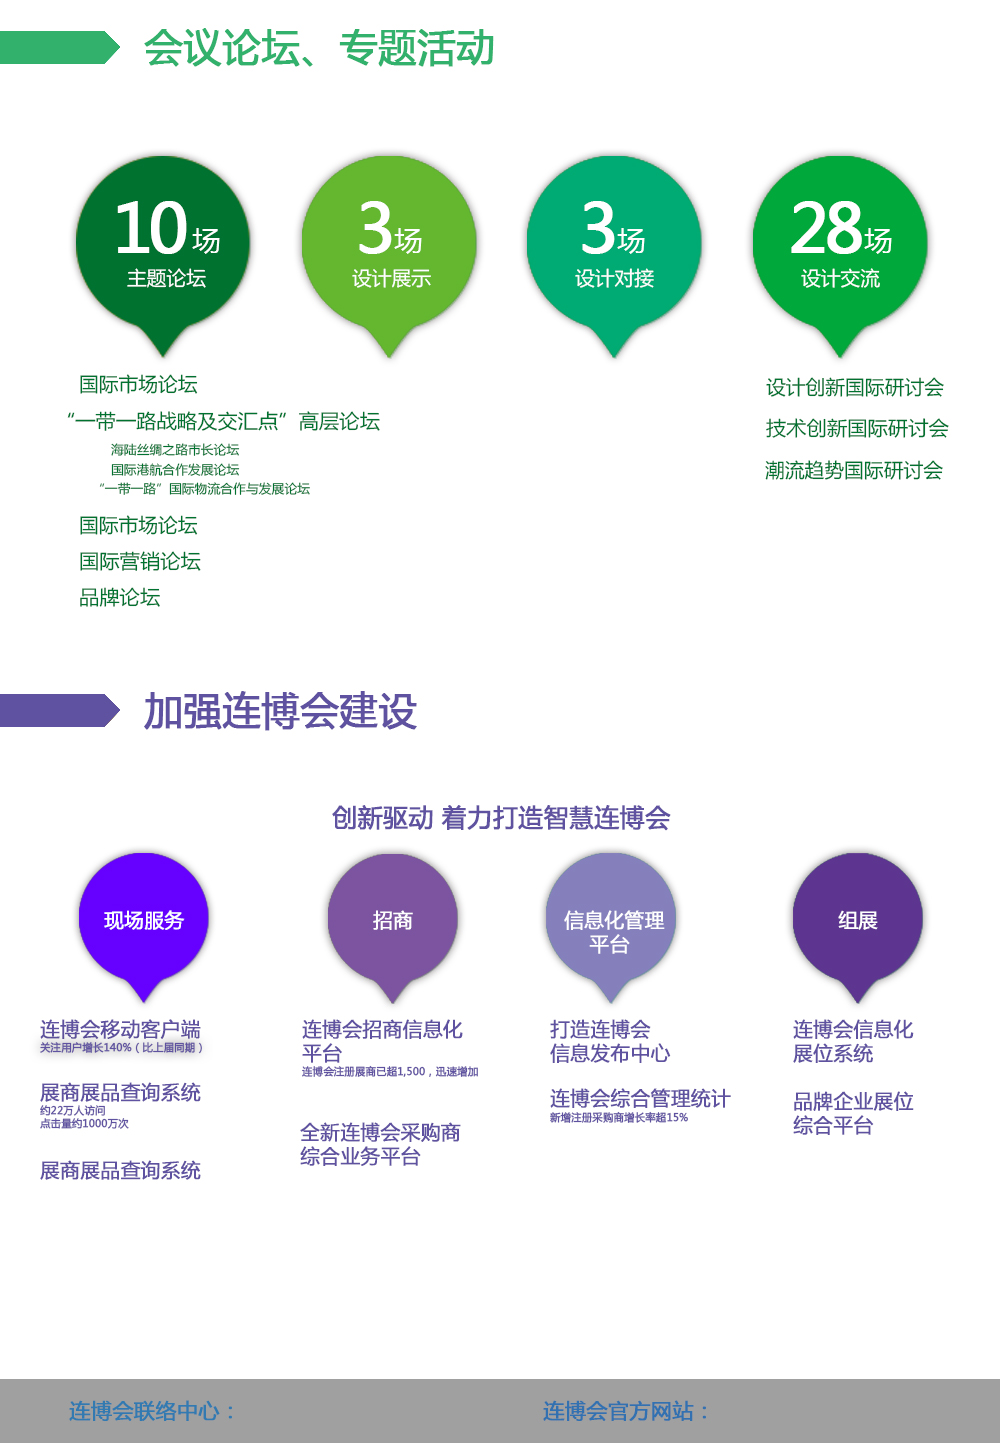 会议论坛、专题活动
10场
主题论坛
3场
设计展示
3场
设计对接
28场
设计交流
国际市场论坛
“一带一路战略及交汇点”高层论坛
海陆丝绸之路市长论坛
国际港航合作发展论坛
“一带一路”国际物流合作与发展论坛
国际市场论坛
国际营销论坛
品牌论坛
设计创新国际研讨会
技术创新国际研讨会
潮流趋势国际研讨会
加强连博会建设
创新驱动 着力打造智慧连博会
现场服务
连博会移动客户端
关注用户增长140%（比上届同期）
展商展品查询系统
约22万人访问
点击量约1000万次
展商展品查询系统
招商
连博会招商信息化
平台
连博会注册展商已超1,500，迅速增加
全新连博会采购商
综合业务平台
信息化管理
平台
打造连博会
信息发布中心
连博会综合管理统计
新增注册采购商增长率超15%
组展
连博会信息化
展位系统
品牌企业展位
综合平台
连博会联络中心：
连博会官方网站：